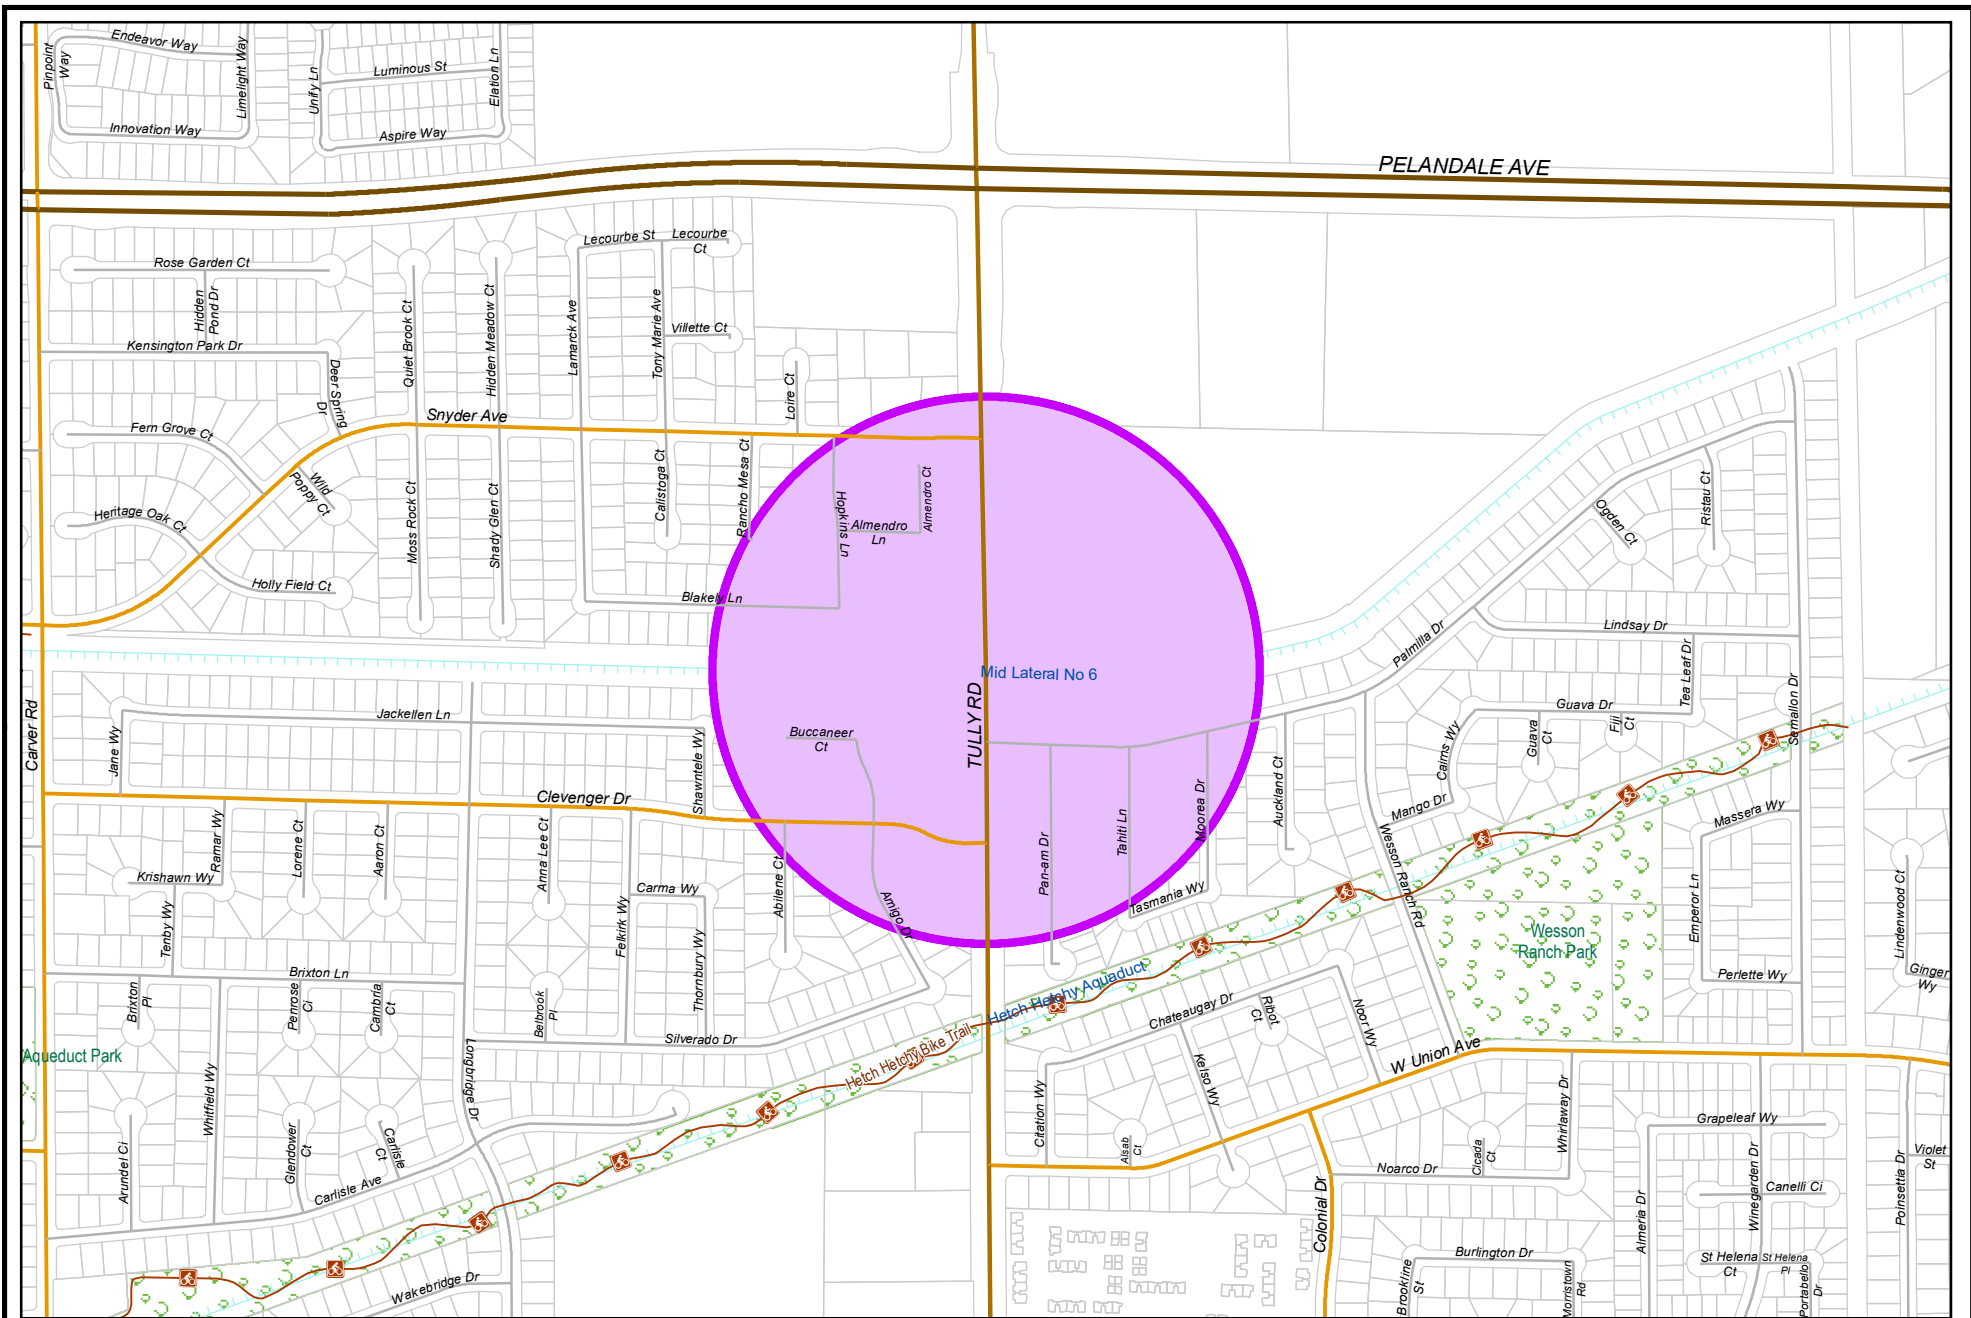 Endeavor Way
Pinpoint
Way
Limelight Way
Innovation Way
Unify Ln
Luminous St
Elation Ln
Aspire Way
PELANDALE AVE
Rose Garden Ct
Hidden
Pond Dr
Kensington Park Dr
Deer Spring
Dr
Quiet Brook Ct
Hidden Meadow Ct
Lamarck Ave
Lecourbe St
Lecourbe
Ct
Tony Marie Ave
Villette Ct
Loire Ct
Snyder Ave
Fern Grove Ct
Wild
Poppy Ct
Heritage Oak Ct
Holly Field Ct
Moss Rock Ct
Shady Glen Ct
Calistoga Ct
Rancho Mesa Ct
Hopkins Ln
Almendro
Ln
Almendro Ct
Blakely Ln
Ogden Ct
Ristau Ct
Lindsay Dr
Palmilla Dr
Tea Leaf Dr
Semallon Dr
Mid Lateral No 6
TULLY RD
Carver Rd
Jackellen Ln
Jane Wy
Shawntele Wy
Buccaneer
Ct
Clevenger Dr
Guava Dr
Guava
Ct
Fiji
Ct
Cairns Wy
Mango Dr
Auckland Ct
Moorea Dr
Tahiti Ln
Pan-am Dr
Tasmania Wy
Wesson Ranch Rd
Massera Wy
Emperor Ln
Perlette Wy
Lindenwood Ct
Ginger
Wy
Wesson
Ranch Park
Ramar Wy
Lorene Ct
Aaron Ct
Krishawn Wy
Tenby Wy
Anna Lee Ct
Felkirk Wy
Carma Wy
Thornbury Wy
Abilene Ct
Amigo Dr
Brixton Ln
Brixton
Pl
Penrose
Ci
Cambria
Ct
Belbrook
Pl
Silverado Dr
Hetch Hetchy Aquaduct
Hetch Hetchy Bike Trail
Chateaugay Dr
Ribot
Ct
Noor Wy
Kelso Wy
W Union Ave
Aqueduct Park
Whitfield Wy
Longbridge Dr
Arundel Ci
Glendower
Ct
Carlisle
Ct
Carlisle Ave
Wakebridge Dr
Citation Wy
Alsab
Ct
Colonial Dr
Noarco Dr
Cicada
Ct
Whirlaway Dr
Grapeleaf Wy
Almeria Dr
Winegarden Dr
Canelli Ci
Poinsettia Dr
Violet
St
Burlington Dr
Brookline
St
Morristown
Rd
St Helena
Ct
St Helena
Pl
Portabello
Dr